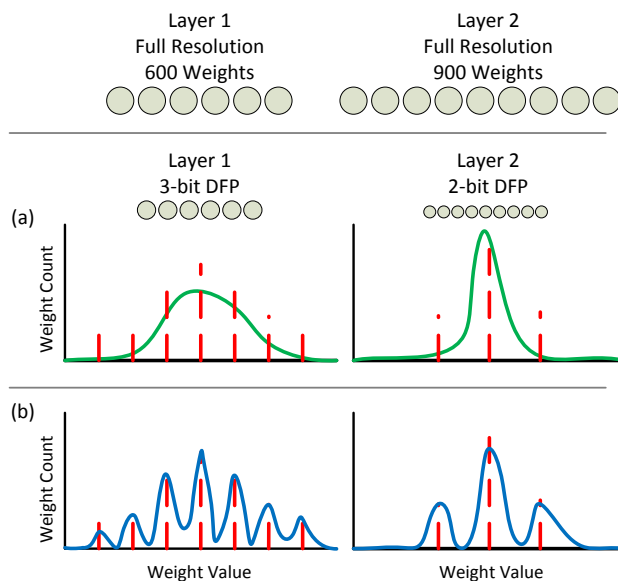 Layer 1
Full Resolution
600 Weights
Layer 2
Full Resolution
900 Weights
Layer 1
3-bit DFP
Layer 2
2-bit DFP
(a)
Weight Count
(b)
Weight Count
Weight Value
Weight Value